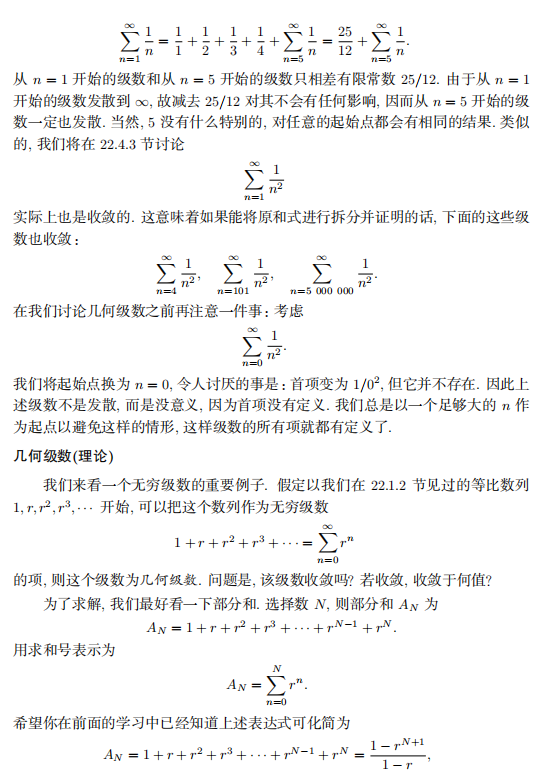 $$\sum_{n=1}^{\infty}\frac{1}{n}=\frac{1}{1}+\frac{1}{2}+\frac{1}{3}+\frac{1}{4}+\sum_{n=5}^{\infty}\frac{1}{n}=\frac{25}{12}+\sum_{n=5}^{\infty}\frac{1}{n}.$$
从 n = 1 开始的级数和从 n = 5 开始的级数只相差有限常数 25/12. 由于从 n = 1
开始的级数发散到 ∞, 故减去 25/12 对其不会有任何影响, 因而从 n = 5 开始的级
数一定也发散. 当然, 5 没有什么特别的, 对任意的起始点都会有相同的结果. 类似
的, 我们将在 22.4.3 节讨论
$$\sum_{n=1}^{\infty}\frac{1}{n^2}$$
实际上也是收敛的. 这意味着如果能将原和式进行拆分并证明的话, 下面的这些级
数也收敛:
$$\sum_{n=4}^{\infty}\frac{1}{n^2},\quad \sum_{n=101}^{\infty}\frac{1}{n^2},\quad \sum_{n=5\ 000\ 000}^{\infty}\frac{1}{n^2}.$$
在我们讨论几何级数之前再注意一件事: 考虑
$$\sum_{n=0}^{\infty}\frac{1}{n^2}.$$
我们将起始点换为 n = 0, 令人讨厌的事是: 首项变为 1/0², 但它并不存在. 因此上
述级数不是发散, 而是没意义, 因为首项没有定义. 我们总是以一个足够大的 n 作
为起点以避免这样的情形, 这样级数的所有项就都有定义了.
几何级数(理论)
我们来看一个无穷级数的重要例子. 假定以我们在 22.1.2 节见过的等比数列
1, r, r², r³, ⋯ 开始, 可以把这个数列作为无穷级数
$$1+r+r^2+r^3+\cdots=\sum_{n=0}^{\infty}r^n$$
的项, 则这个级数为几何级数. 问题是, 该级数收敛吗? 若收敛, 收敛于何值?
为了求解, 我们最好看一下部分和. 选择数 N, 则部分和 A_N 为
$$A_N=1+r+r^2+r^3+\cdots+r^{N-1}+r^N.$$
用求和号表示为
$$A_N=\sum_{n=0}^{N}r^n.$$
希望你在前面的学习中已经知道上述表达式可化简为
$$A_N=1+r+r^2+r^3+\cdots+r^{N-1}+r^N=\frac{1-r^{N+1}}{1-r},$$